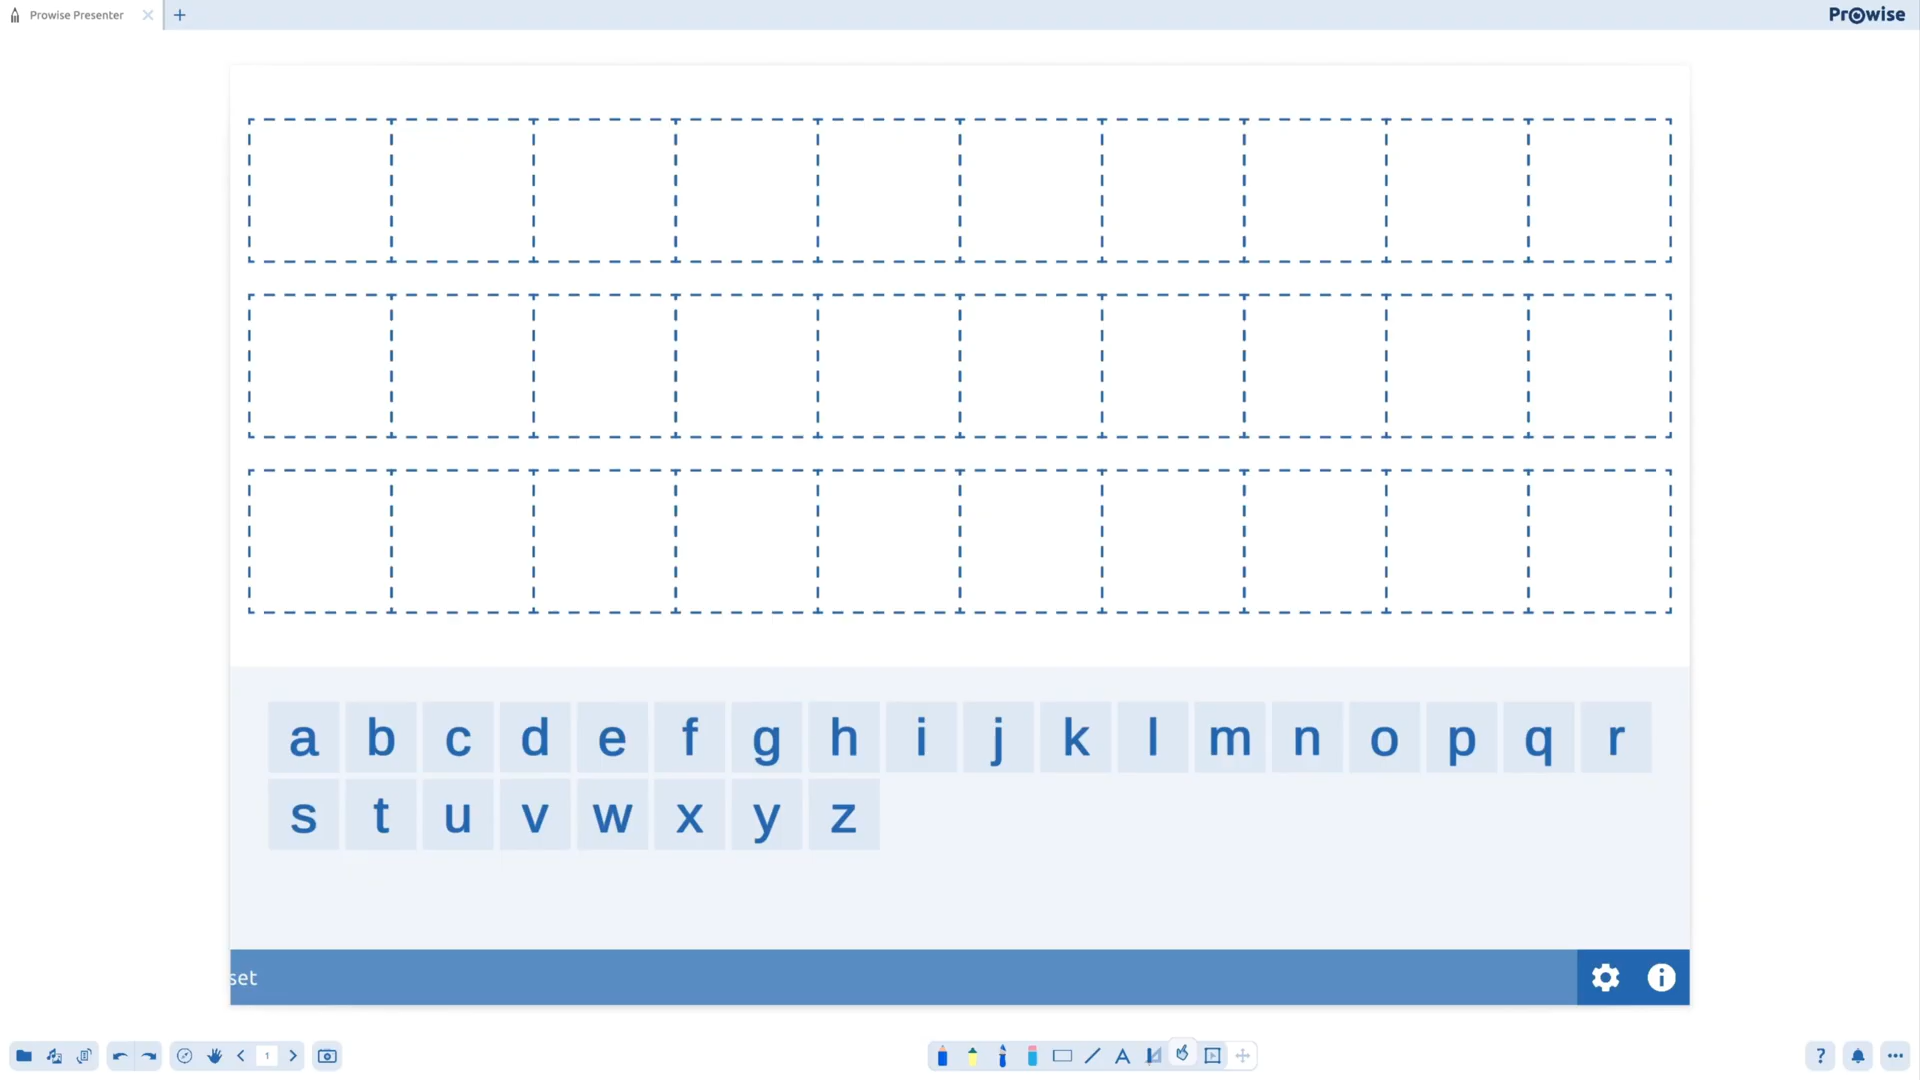 Prowise Presenter
Prowise
a b c d e f g h i j k l m n o p q r
s t u v w x y z
set
1